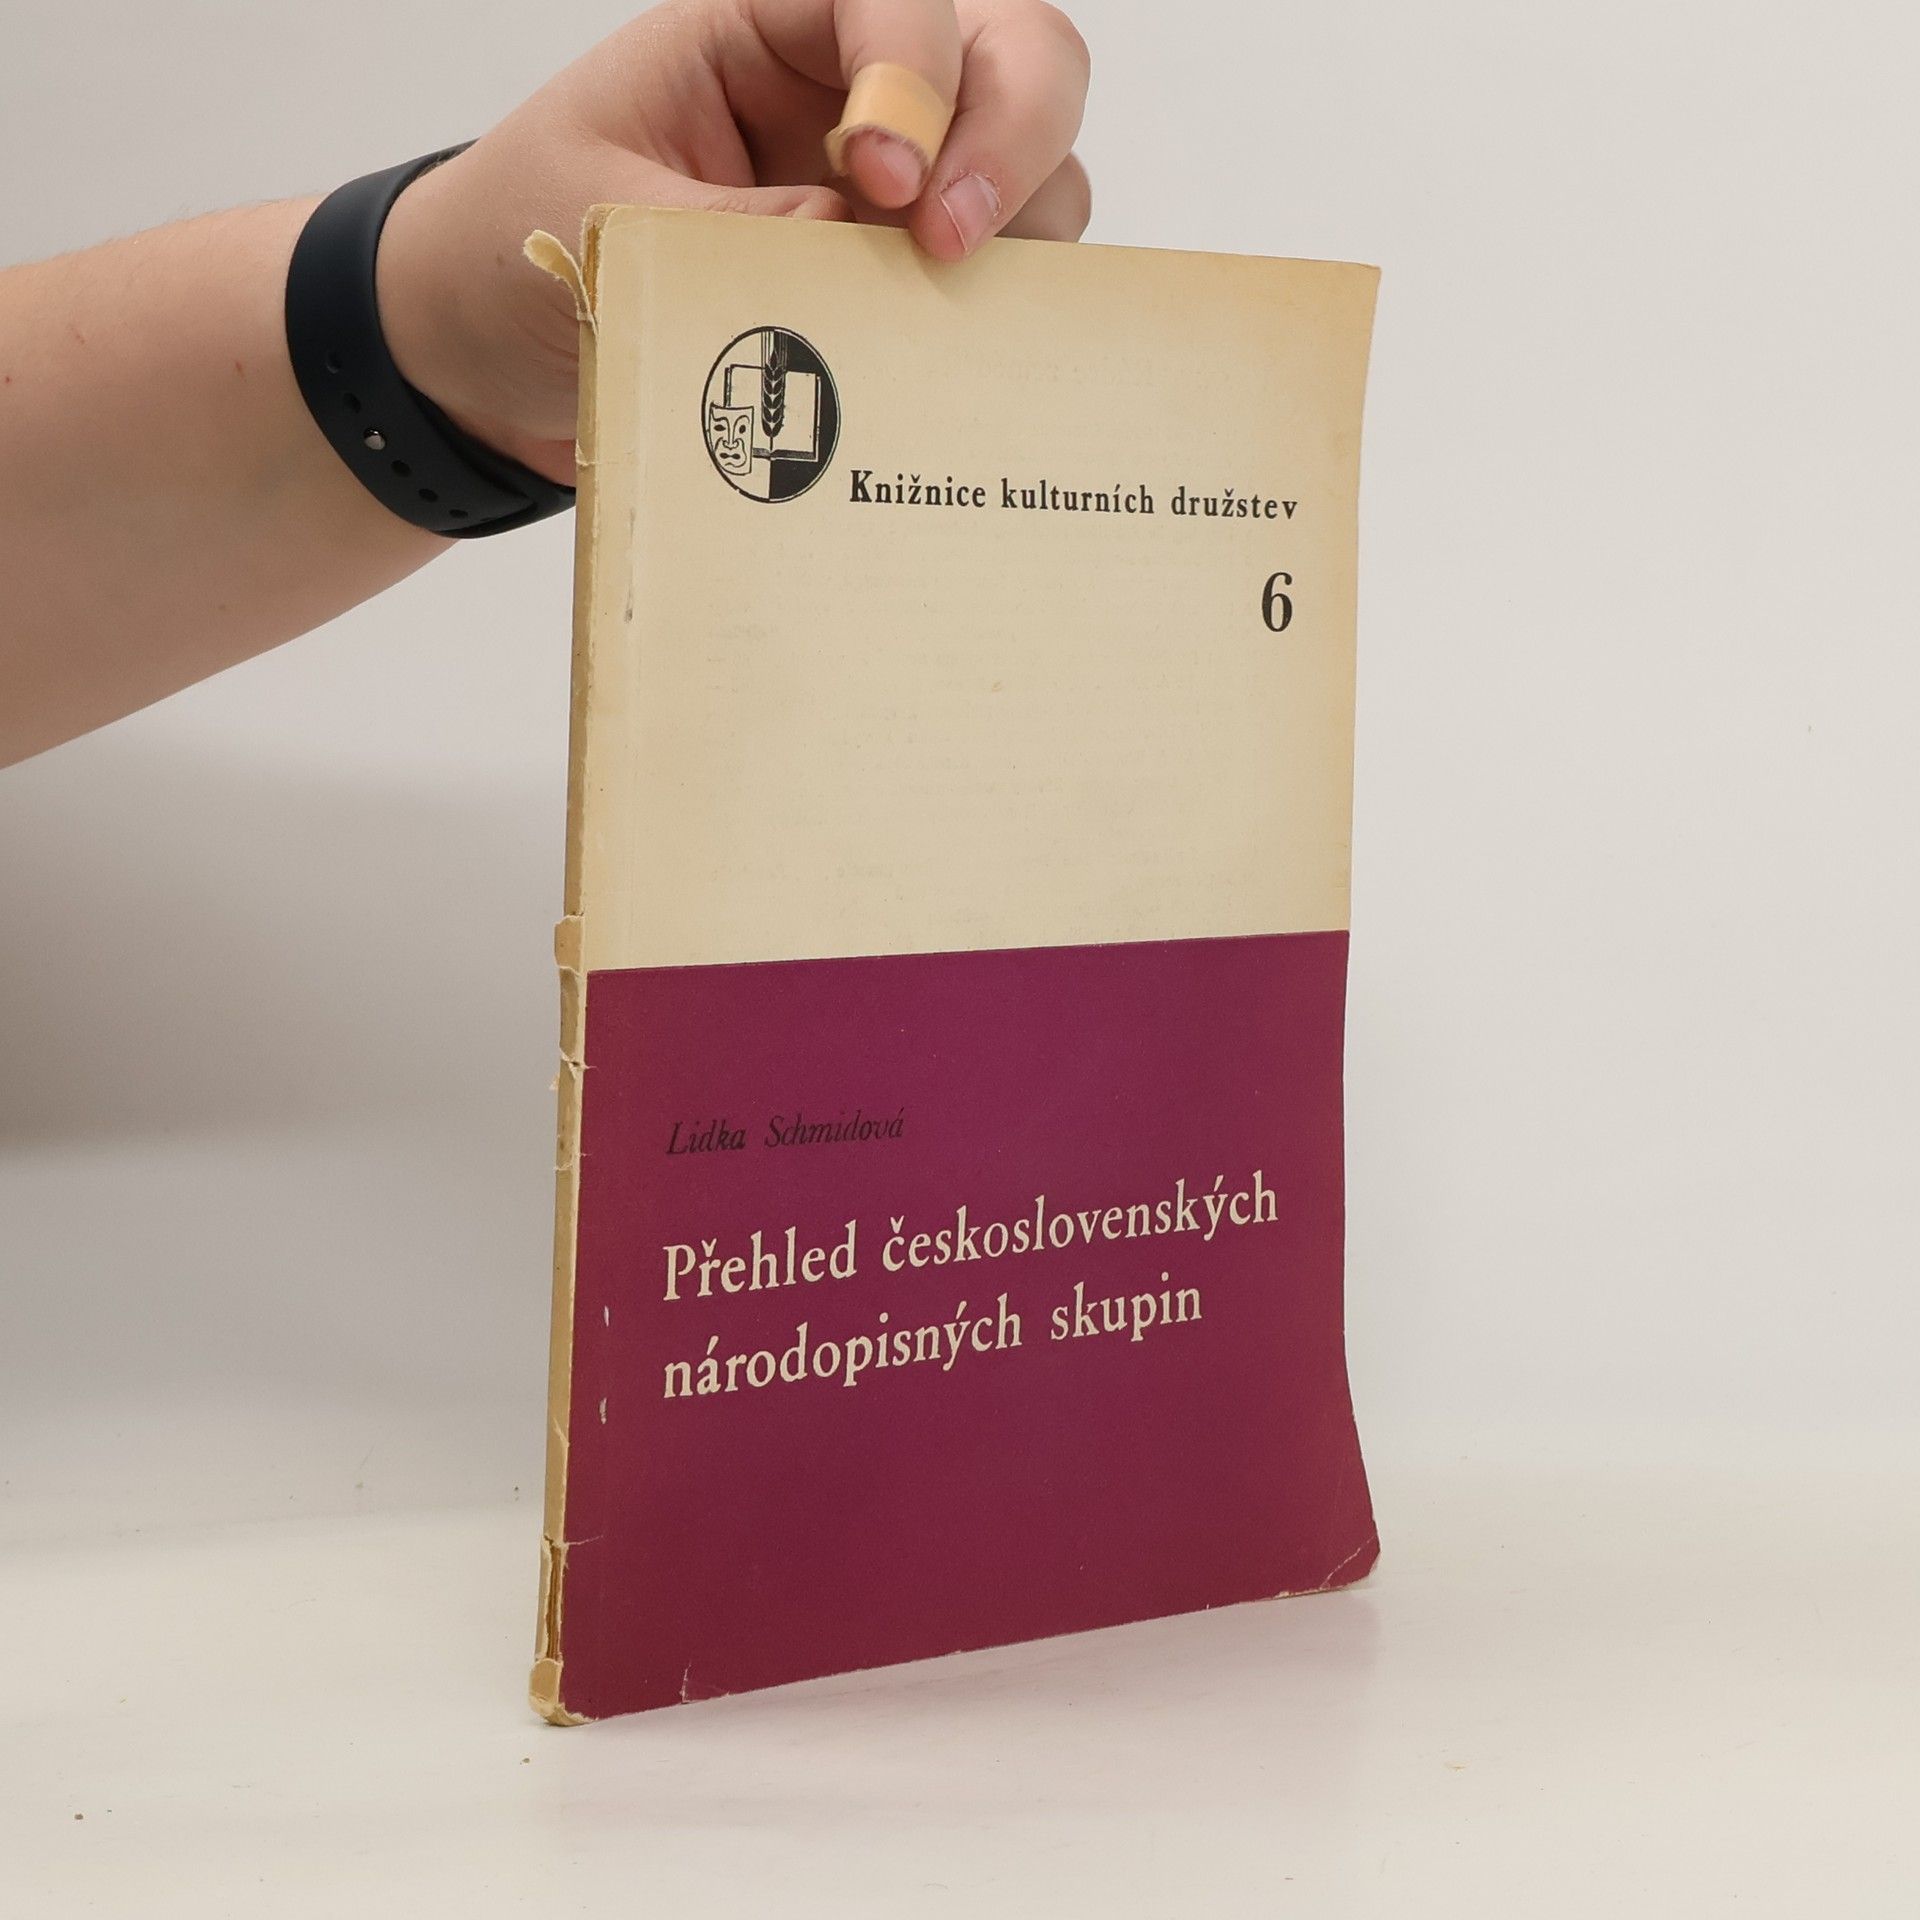 Knižnice kulturních družstev
6
Lidka Schmidová
Přehled československých
národopisných skupin